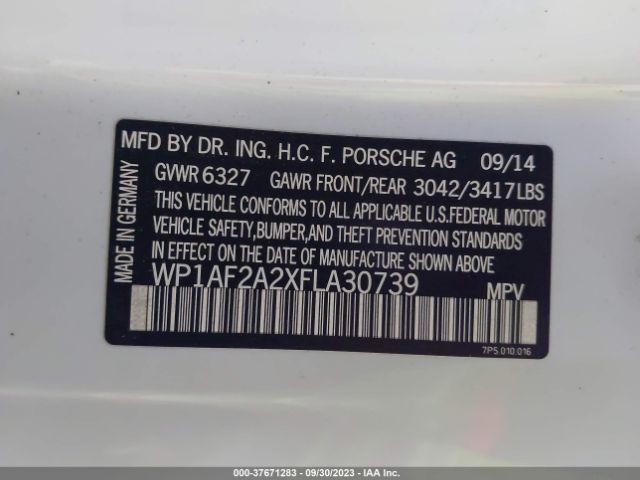 MFD BY DR. ING. H.C. F. PORSCHE AG 09/14
GVWR 6327 GAWR FRONT/REAR 3042/3417LBS
THIS VEHICLE CONFORMS TO ALL APPLICABLE U.S.FEDERAL MOTOR
VEHICLE SAFETY,BUMPER,AND THEFT PREVENTION STANDARDS
IN EFFECT ON THE DATE OF MANUFACTURE SHOWN ABOVE.
WP1AF2A2XFLA30739 MPV
MADE IN GERMANY
7P5.010.016
000-37671283 - 09/30/2023 - IAA Inc.